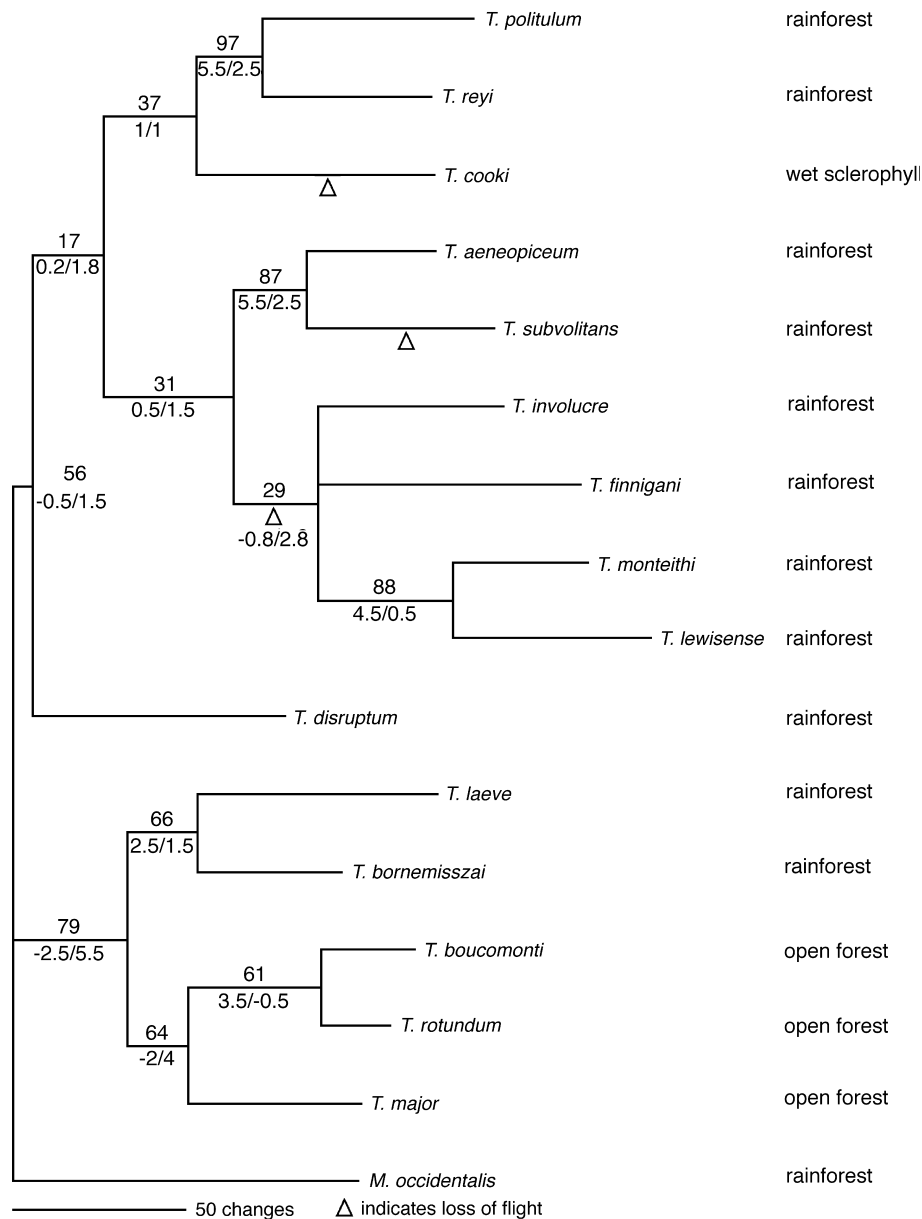 T. politulum rainforest
97
5.5/2.5
T. reyi rainforest
37
1/1
T. cooki wet sclerophyll
17
0.2/1.8
T. aeneopiceum rainforest
87
5.5/2.5
T. subvolitans rainforest
31
0.5/1.5
T. involucre rainforest
56
-0.5/1.5
T. finnigani rainforest
29
-0.8/2.8
T. monteithi rainforest
88
4.5/0.5
T. lewisense rainforest
T. disruptum rainforest
T. laeve rainforest
66
2.5/1.5
T. bornemisszai rainforest
79
-2.5/5.5
T. boucomonti open forest
61
3.5/-0.5
T. rotundum open forest
64
-2/4
T. major open forest
M. occidentalis rainforest
50 changes △ indicates loss of flight